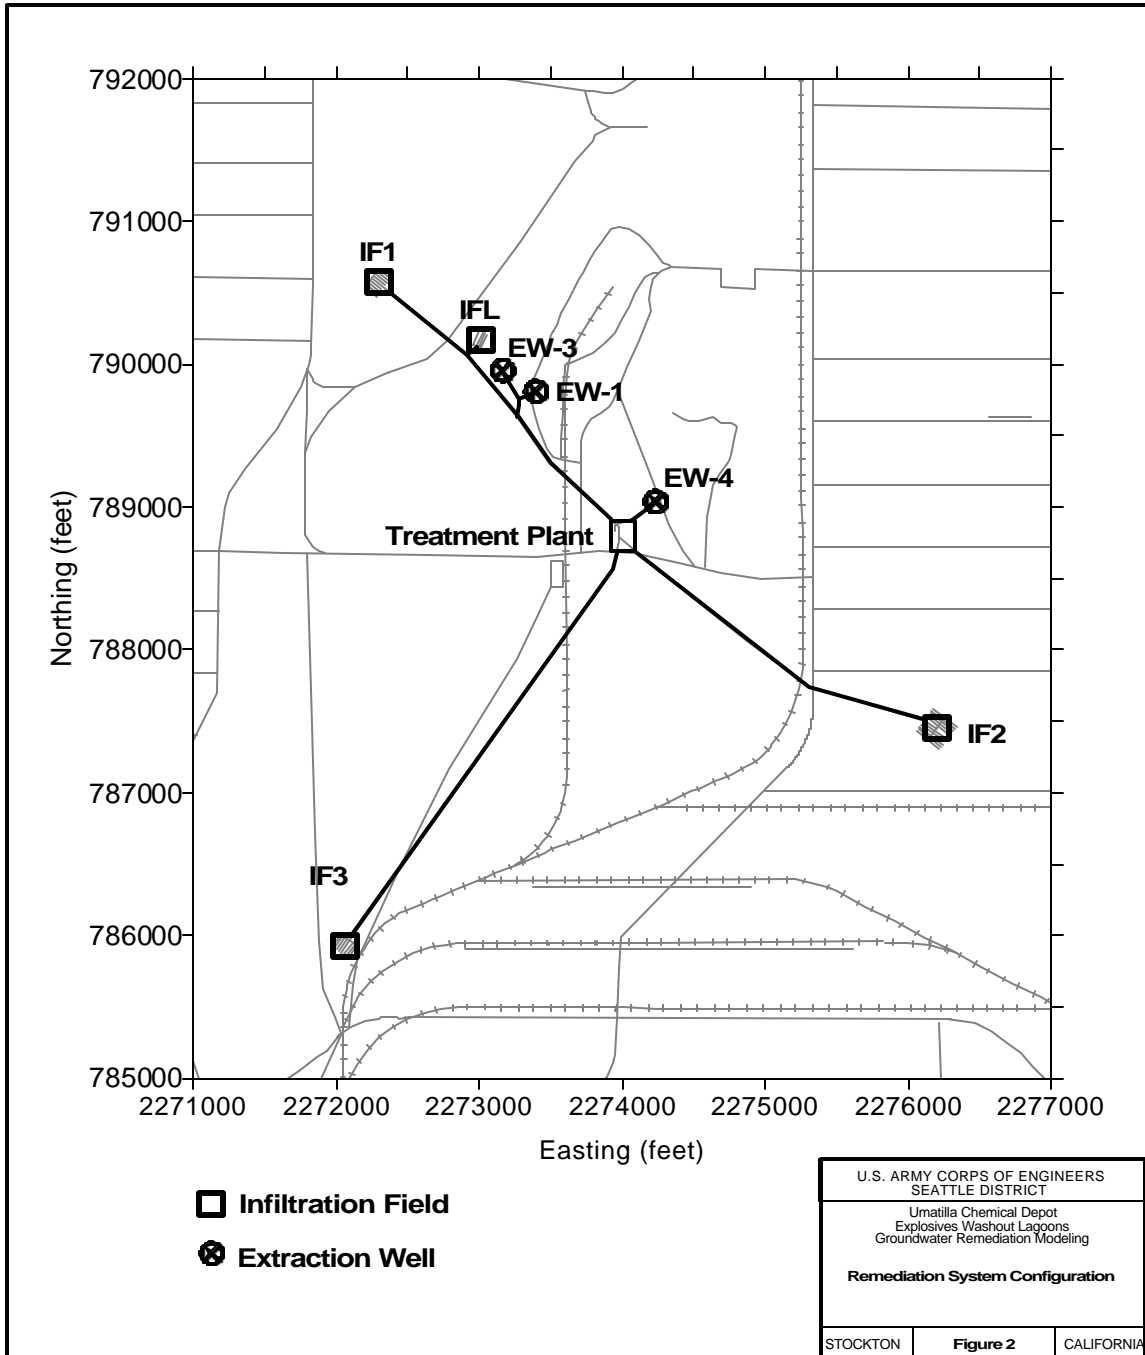 792000
791000
790000
789000
788000
787000
786000
785000
Northing (feet)
IF1
IFL
EW-3
EW-1
EW-4
Treatment Plant
IF2
IF3
2271000 2272000 2273000 2274000 2275000 2276000 2277000
Easting (feet)
Infiltration Field
Extraction Well
U.S. ARMY CORPS OF ENGINEERS
SEATTLE DISTRICT
Umatilla Chemical Depot
Explosives Washout Lagoons
Groundwater Remediation Modeling
Remediation System Configuration
STOCKTON Figure 2 CALIFORNIA